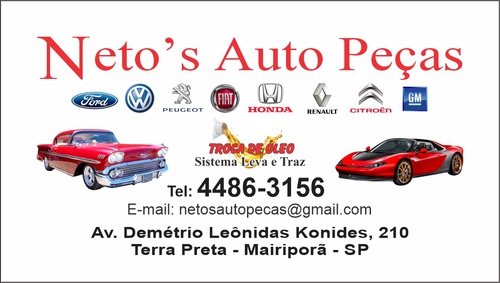 Neto's Auto Peças
Ford PEUGEOT FIAT HONDA RENAULT CITROËN GM
TROCA DE ÓLEO
Sistema Leva e Traz
Tel: 4486-3156
E-mail: netosautopecas@gmail.com
Av. Demétrio Leônidas Konides, 210
Terra Preta - Mairiporã - SP